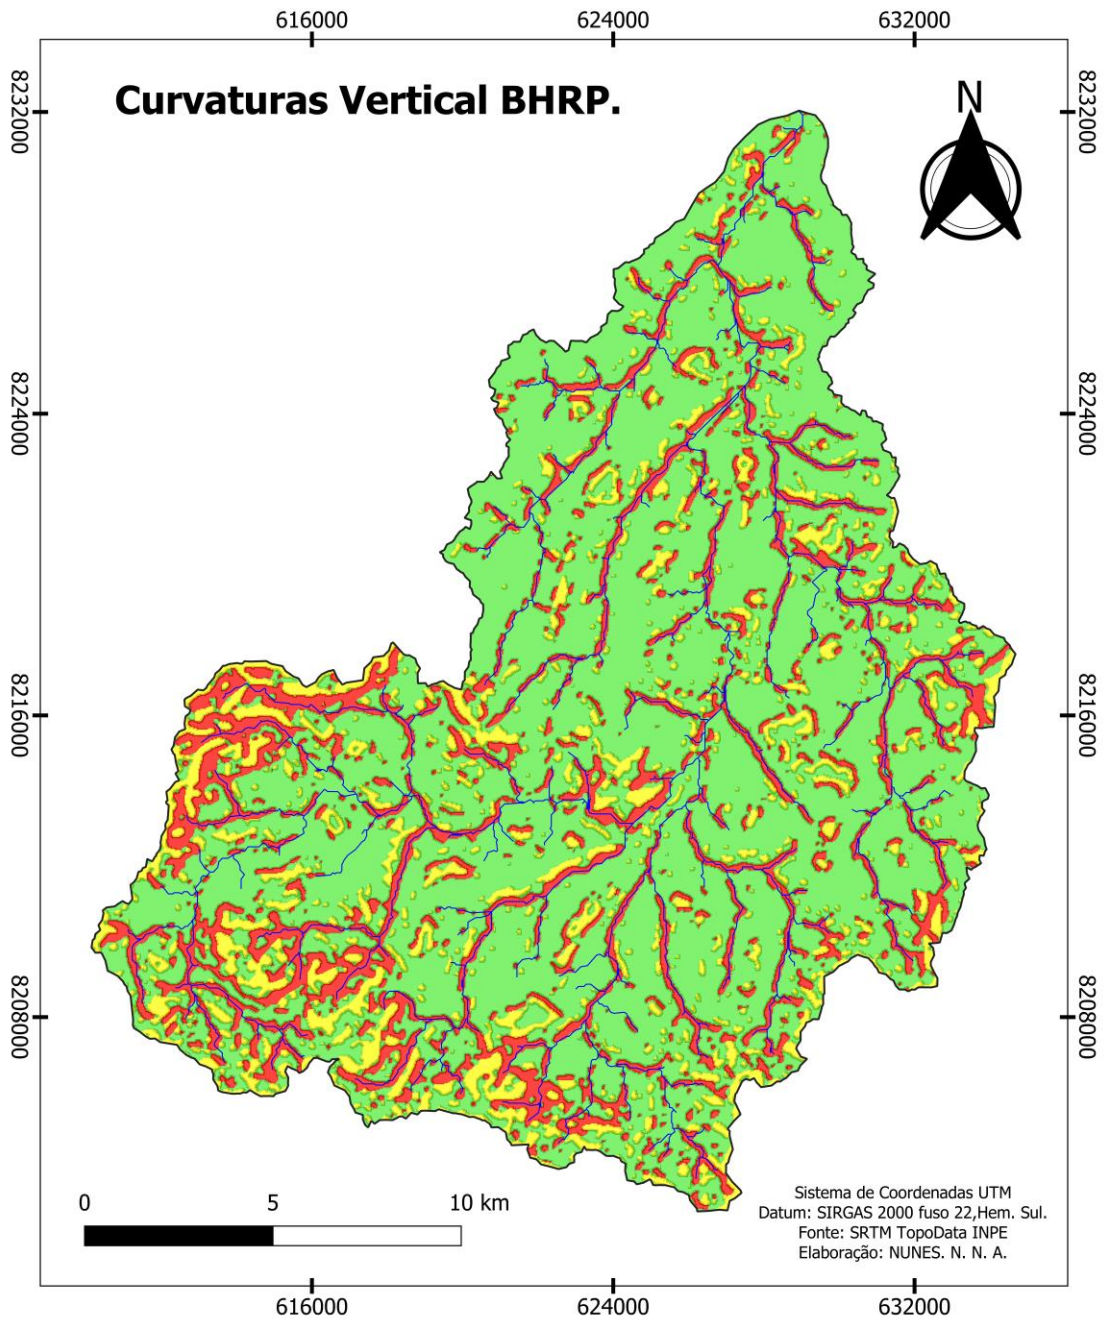 616000 624000 632000
Curvaturas Vertical BHRP.
N
8232000 8232000
8224000 8224000
8216000 8216000
8208000 8208000
0 5 10 km
Sistema de Coordenadas UTM
Datum: SIRGAS 2000 fuso 22,Hem. Sul.
Fonte: SRTM TopoData INPE
Elaboração: NUNES. N. N. A.
616000 624000 632000